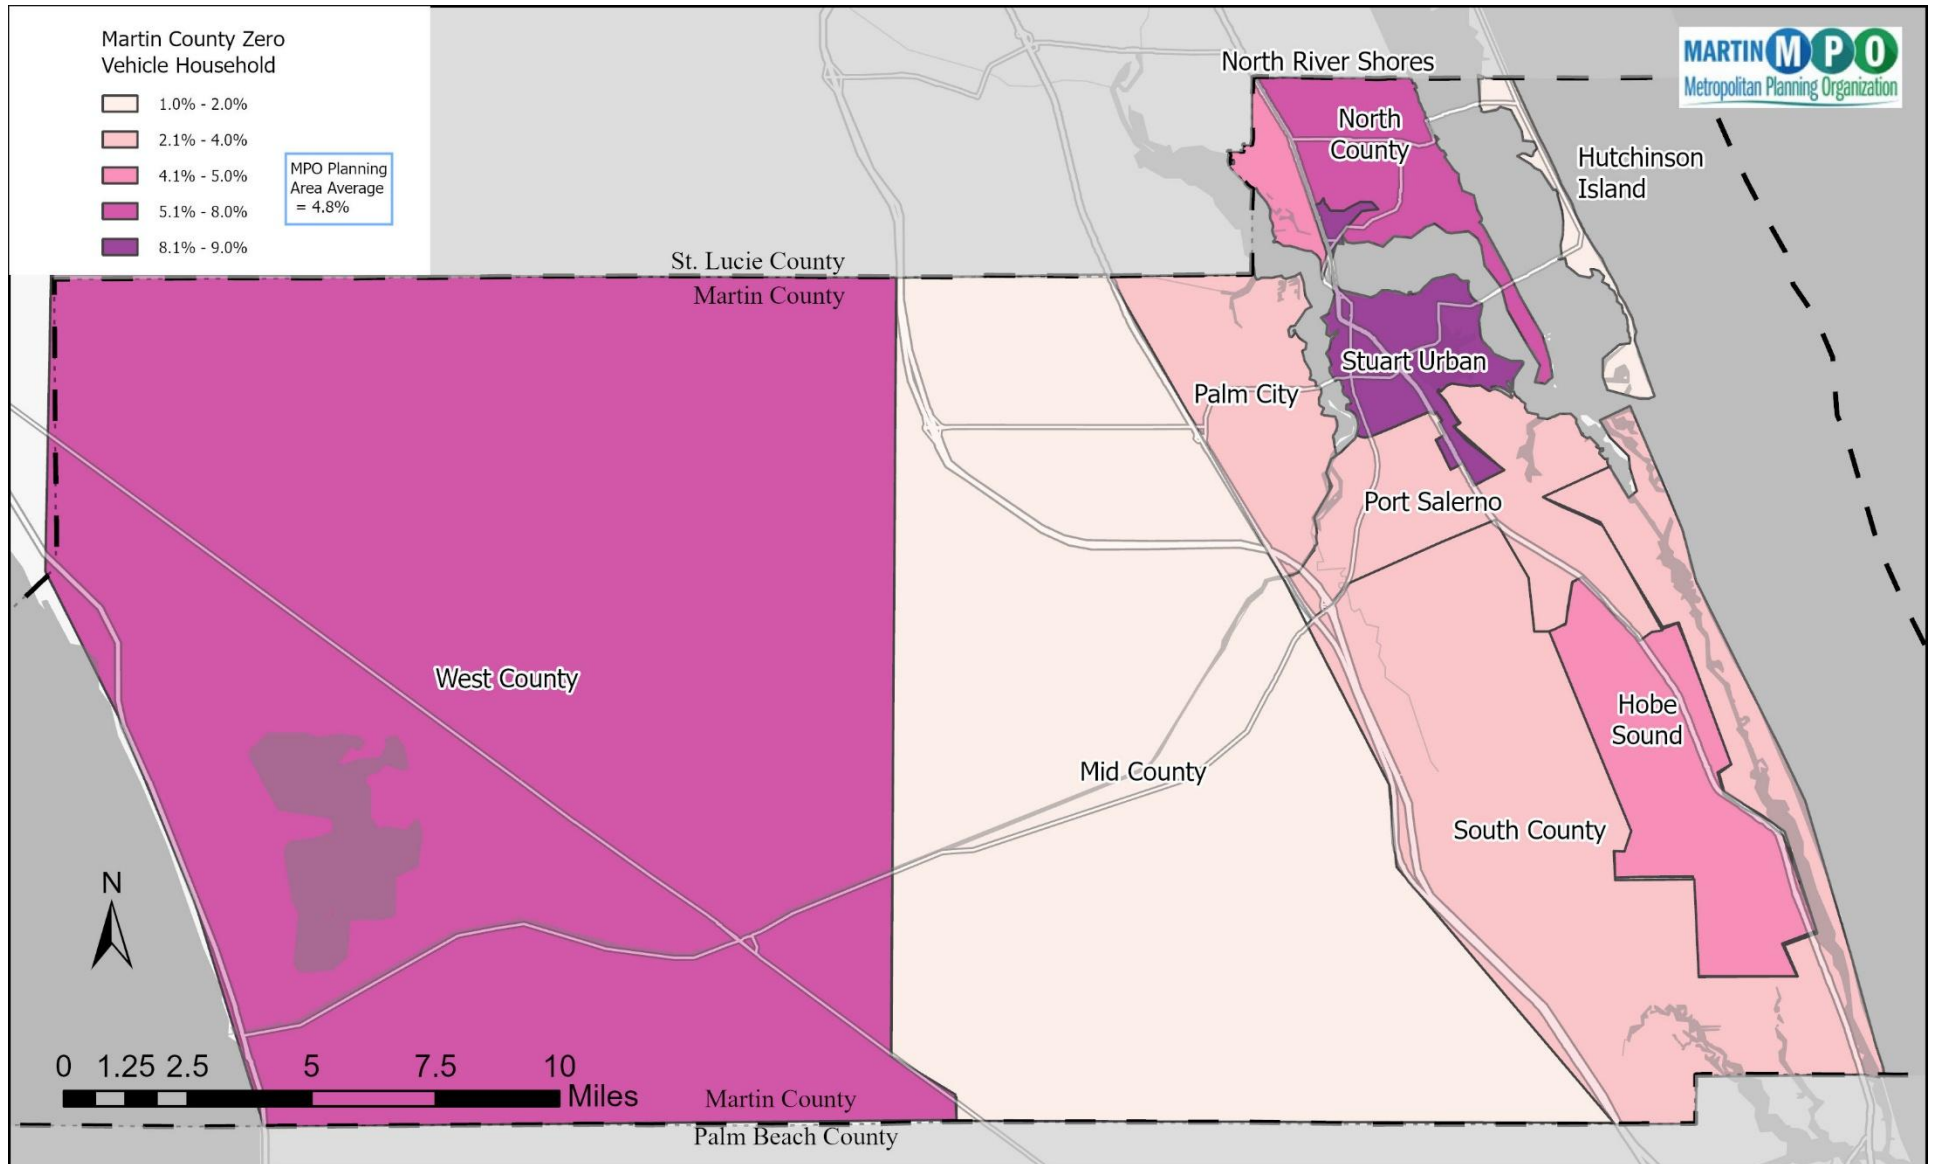 Martin County Zero
Vehicle Household
1.0% - 2.0%
2.1% - 4.0%
4.1% - 5.0%
5.1% - 8.0%
8.1% - 9.0%
MPO Planning
Area Average
= 4.8%
MARTIN MPO
Metropolitan Planning Organization
North River Shores
North
County
Hutchinson
Island
St. Lucie County
Martin County
Stuart Urban
Palm City
Port Salerno
West County
Hobe
Sound
Mid County
South County
N
0 1.25 2.5 5 7.5 10
Miles
Martin County
Palm Beach County